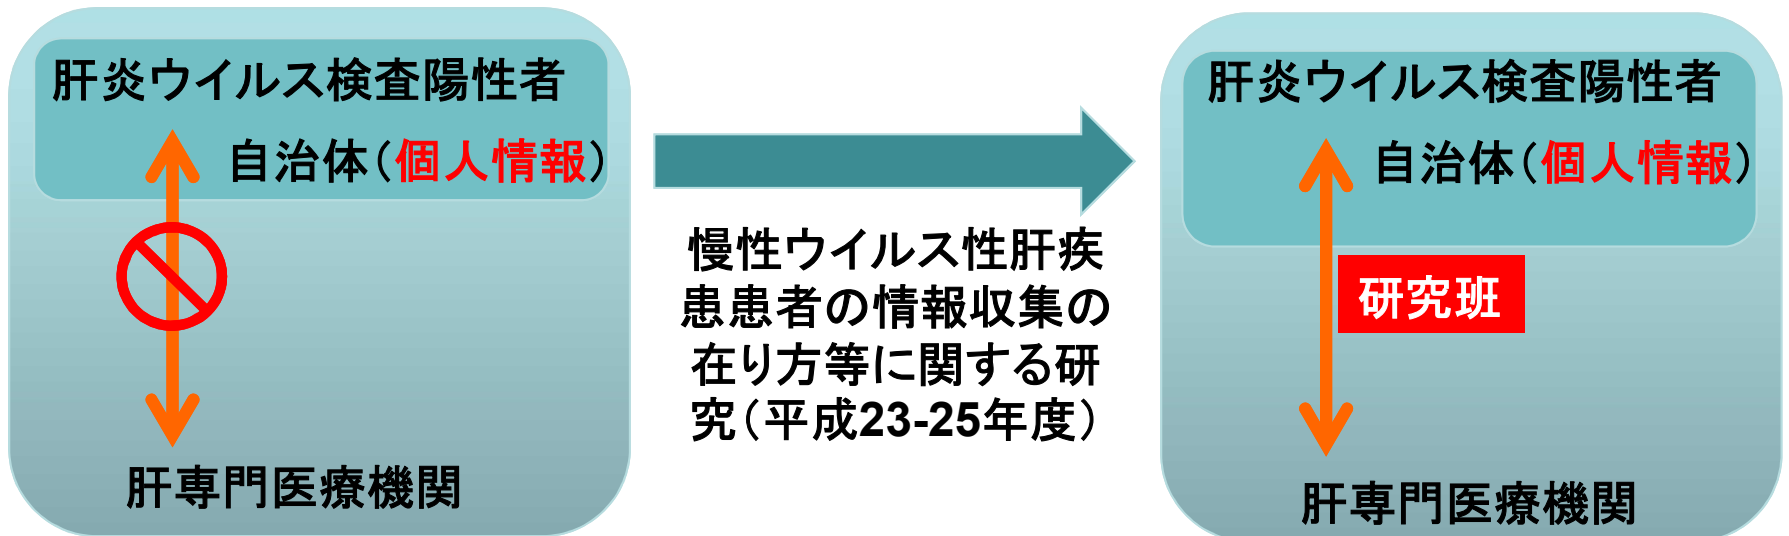 肝炎ウイルス検査陽性者
自治体（個人情報）
肝専門医療機関
慢性ウイルス性肝疾
患患者の情報収集の
在り方等に関する研
究（平成23-25年度）
肝炎ウイルス検査陽性者
自治体（個人情報）
研究班
肝専門医療機関